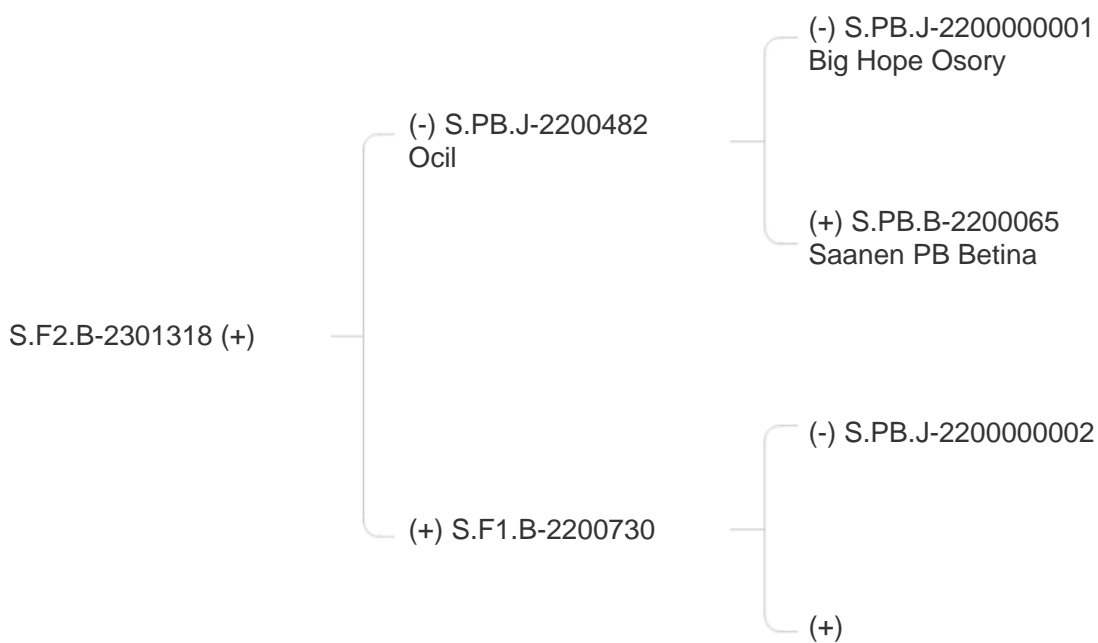 (-) S.PB.J-2200000001
Big Hope Osory
(-) S.PB.J-2200482
Ocil
(+) S.PB.B-2200065
Saanen PB Betina
S.F2.B-2301318 (+)
(-) S.PB.J-2200000002
(+) S.F1.B-2200730
(+)